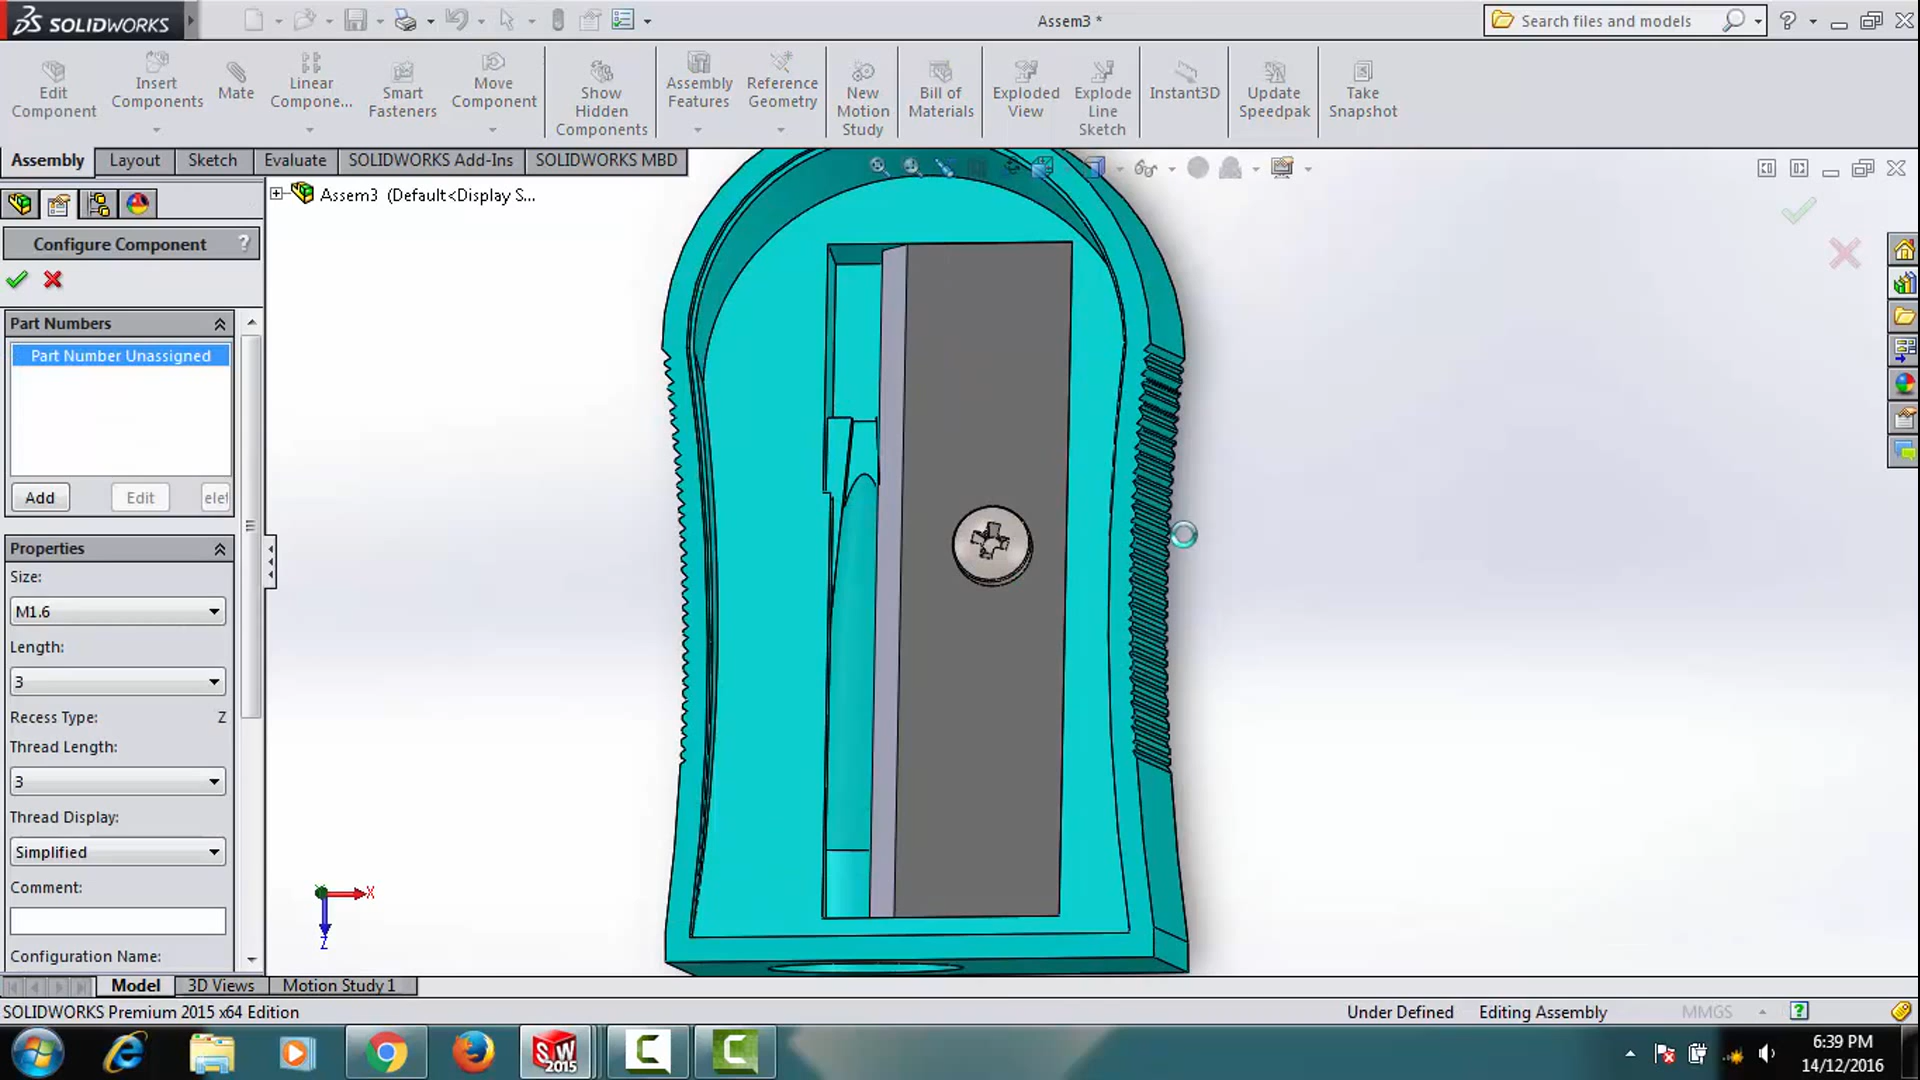 SOLIDWORKS
Assem3 *
Search files and models
Edit Component
Insert Components
Mate
Linear Compone...
Smart Fasteners
Move Component
Show Hidden Components
Assembly Features
Reference Geometry
New Motion Study
Bill of Materials
Exploded View
Explode Line Sketch
Instant3D
Update Speedpak
Take Snapshot
Assembly
Layout
Sketch
Evaluate
SOLIDWORKS Add-Ins
SOLIDWORKS MBD
Assem3 (Default<Display S...
Configure Component
?
Part Numbers
Part Number Unassigned
Add
Edit
elet
Properties
Size:
M1.6
Length:
3
Recess Type: Z
Thread Length:
3
Thread Display:
Simplified
Comment:
Configuration Name:
X
Z
Model
3D Views
Motion Study 1
SOLIDWORKS Premium 2015 x64 Edition
Under Defined
Editing Assembly
MMGS
SW
2015
6:39 PM
14/12/2016